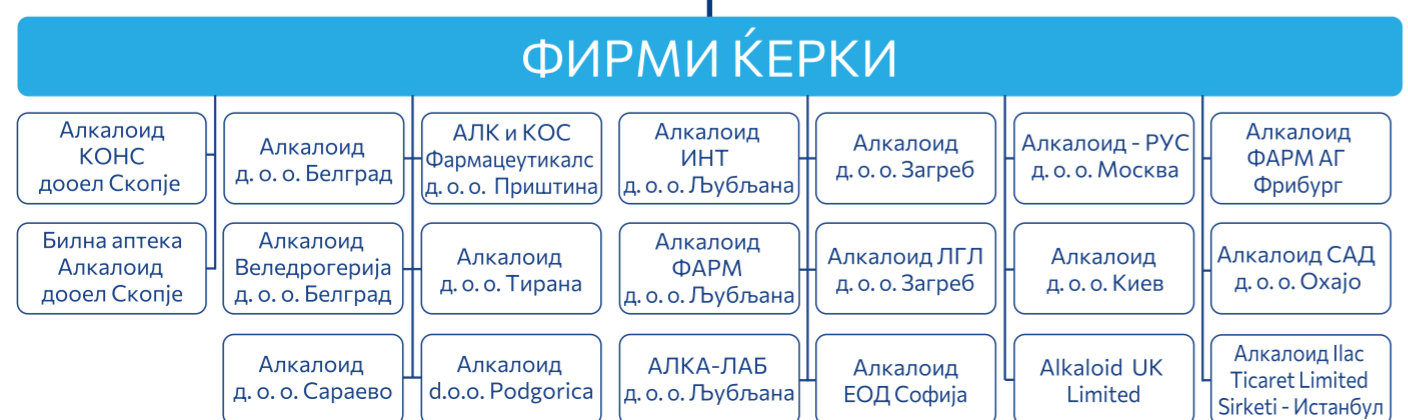 ФИРМИ ЌЕРКИ
Алкалоид
КОНС
дооел Скопје
Алкалоид
д. о. о. Белград
АЛК и КОС
Фармацеутикалс
д. о. о. Приштина
Алкалоид
ИНТ
д. о. о. Љубљана
Алкалоид
д. о. о. Загреб
Алкалоид - РУС
д. о. о. Москва
Алкалоид
ФАРМ АГ
Фрибург
Билна аптека
Алкалоид
дооел Скопје
Алкалоид
Веледрогерија
д. о. о. Белград
Алкалоид
д. о. о. Тирана
Алкалоид
ФАРМ
д. о. о. Љубљана
Алкалоид ЛГЛ
д. о. о. Загреб
Алкалоид
д. о. о. Киев
Алкалоид САД
д. о. о. Охајо
Алкалоид
д. о. о. Сараево
Алкалоид
d.o.o. Podgorica
АЛКА-ЛАБ
д. о. о. Љубљана
Алкалоид
ЕОД Софија
Alkaloid UK
Limited
Алкалоид Ilac
Ticaret Limited
Sirketi - Истанбул